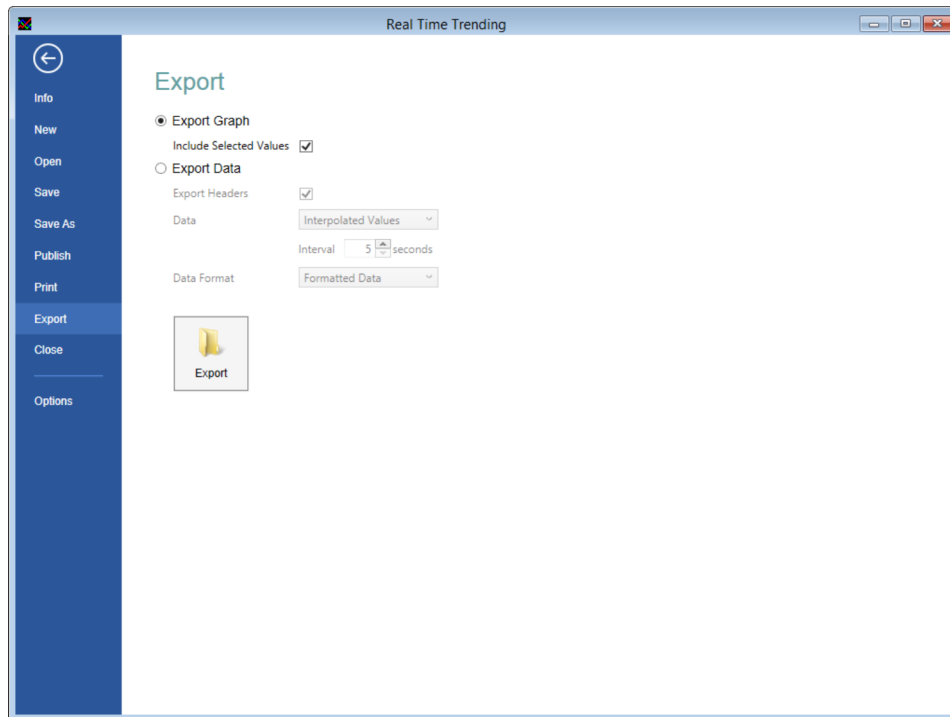 Real Time Trending
Info
New
Open
Save
Save As
Publish
Print
Export
Close
Options
Export
Export Graph
Include Selected Values
Export Data
Export Headers
Data Interpolated Values
Interval 5 seconds
Data Format Formatted Data
Export